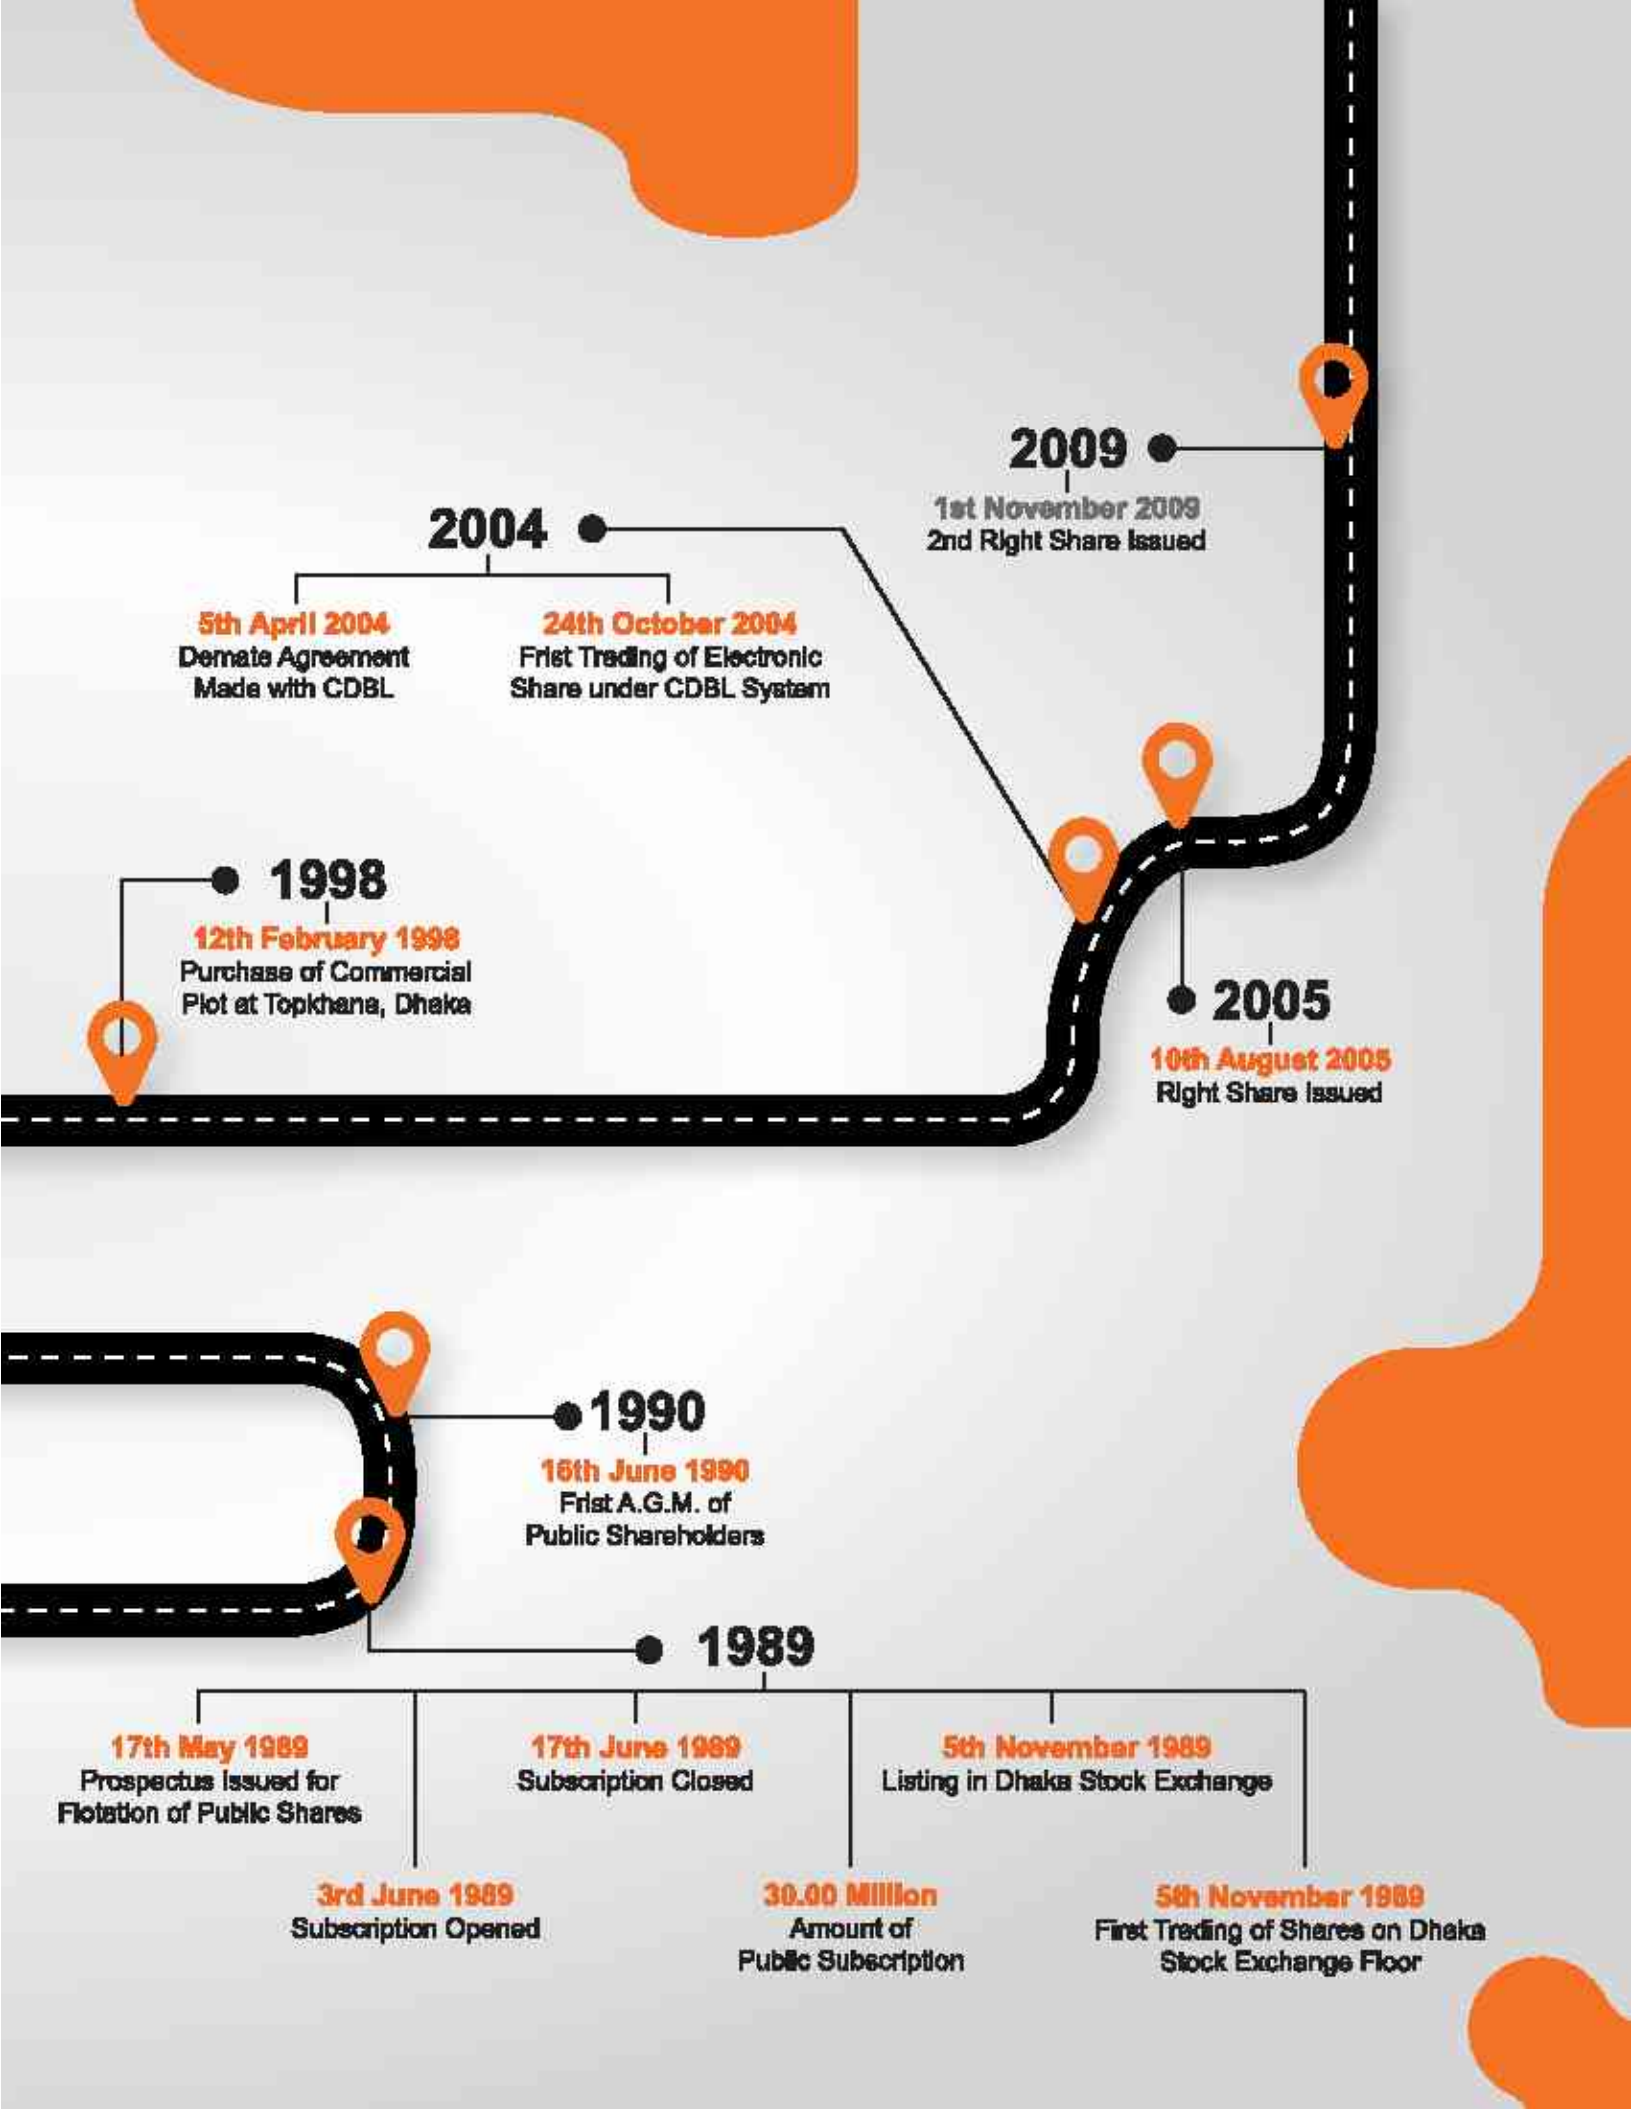 2009
1st November 2009
2nd Right Share Issued
2004
5th April 2004
Demate Agreement
Made with CDBL
24th October 2004
Frist Trading of Electronic
Share under CDBL System
1998
12th February 1998
Purchase of Commercial
Plot at Topkhana, Dhaka
2005
10th August 2005
Right Share Issued
1990
16th June 1990
Frist A.G.M. of
Public Shareholders
1989
17th May 1989
Prospectus Issued for
Flotation of Public Shares
3rd June 1989
Subscription Opened
17th June 1989
Subscription Closed
30.00 Million
Amount of
Public Subscription
5th November 1989
Listing in Dhaka Stock Exchange
5th November 1989
First Trading of Shares on Dhaka
Stock Exchange Floor